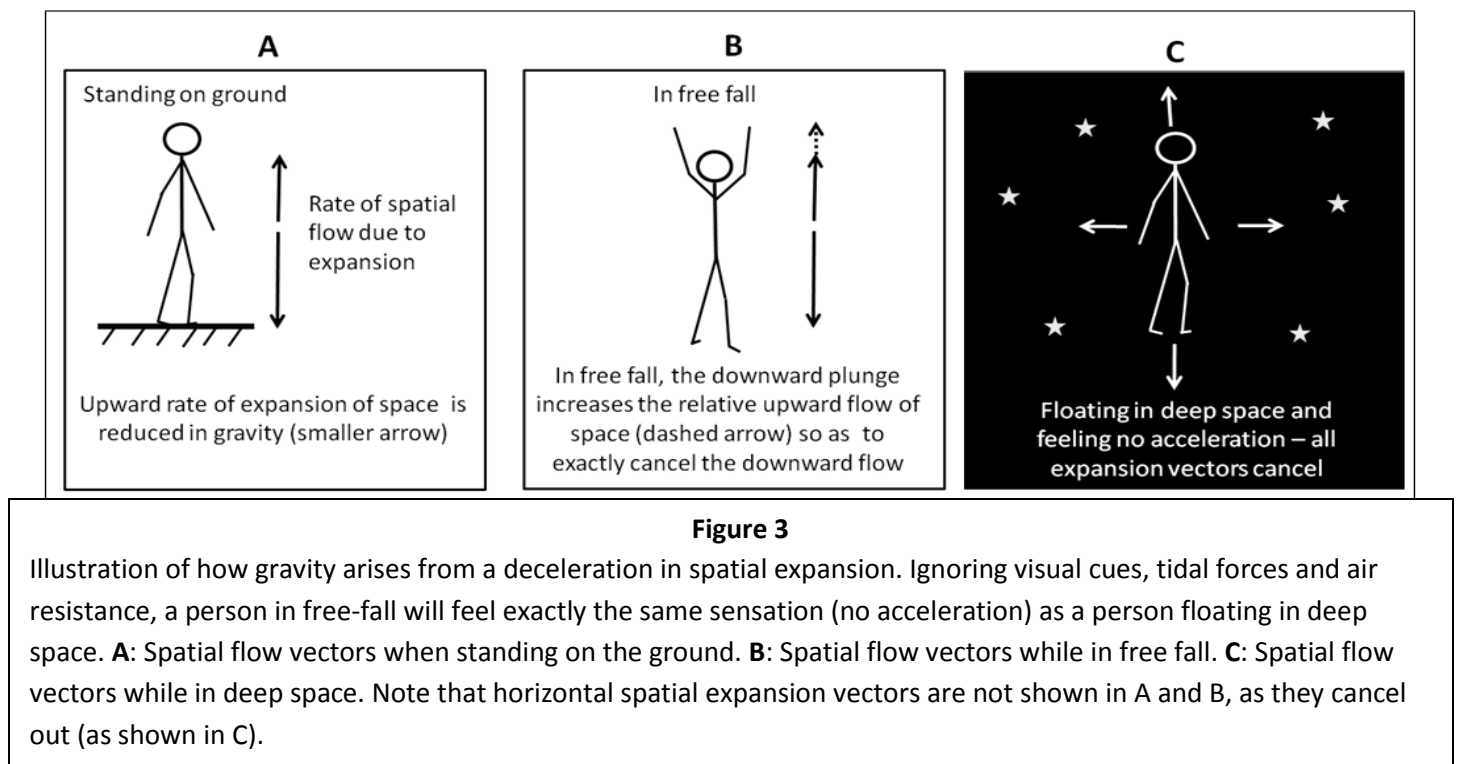 A
B
C
Standing on ground
Rate of spatial
flow due to
expansion
Upward rate of expansion of space is
reduced in gravity (smaller arrow)
In free fall
In free fall, the downward plunge
increases the relative upward flow of
space (dashed arrow) so as to
exactly cancel the downward flow
Floating in deep space and
feeling no acceleration – all
expansion vectors cancel
Figure 3
Illustration of how gravity arises from a deceleration in spatial expansion. Ignoring visual cues, tidal forces and air
resistance, a person in free-fall will feel exactly the same sensation (no acceleration) as a person floating in deep
space. A: Spatial flow vectors when standing on the ground. B: Spatial flow vectors while in free fall. C: Spatial flow
vectors while in deep space. Note that horizontal spatial expansion vectors are not shown in A and B, as they cancel
out (as shown in C).